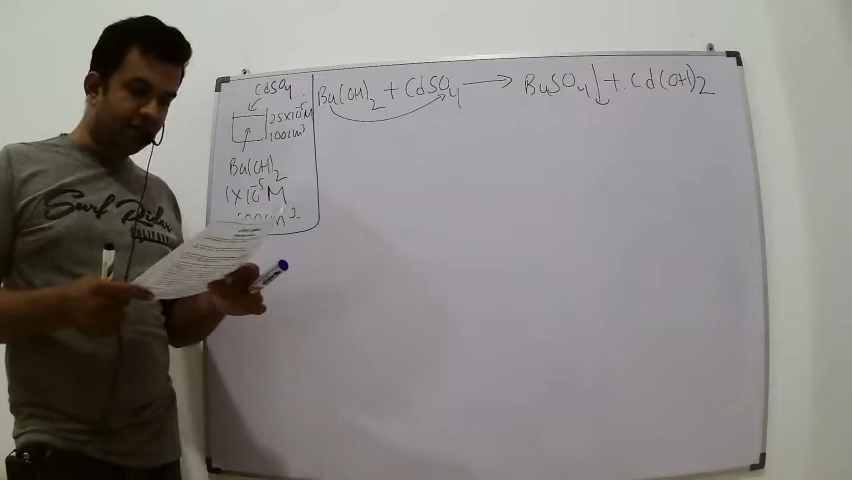 CdSO4
25X10⁻⁵M
100cm³
Ba(OH)2
1X10⁻⁵M
Ba(OH)2 + CdSO4 → BaSO4↓ + Cd(OH)2
Surf Rider
CALIFORNIA